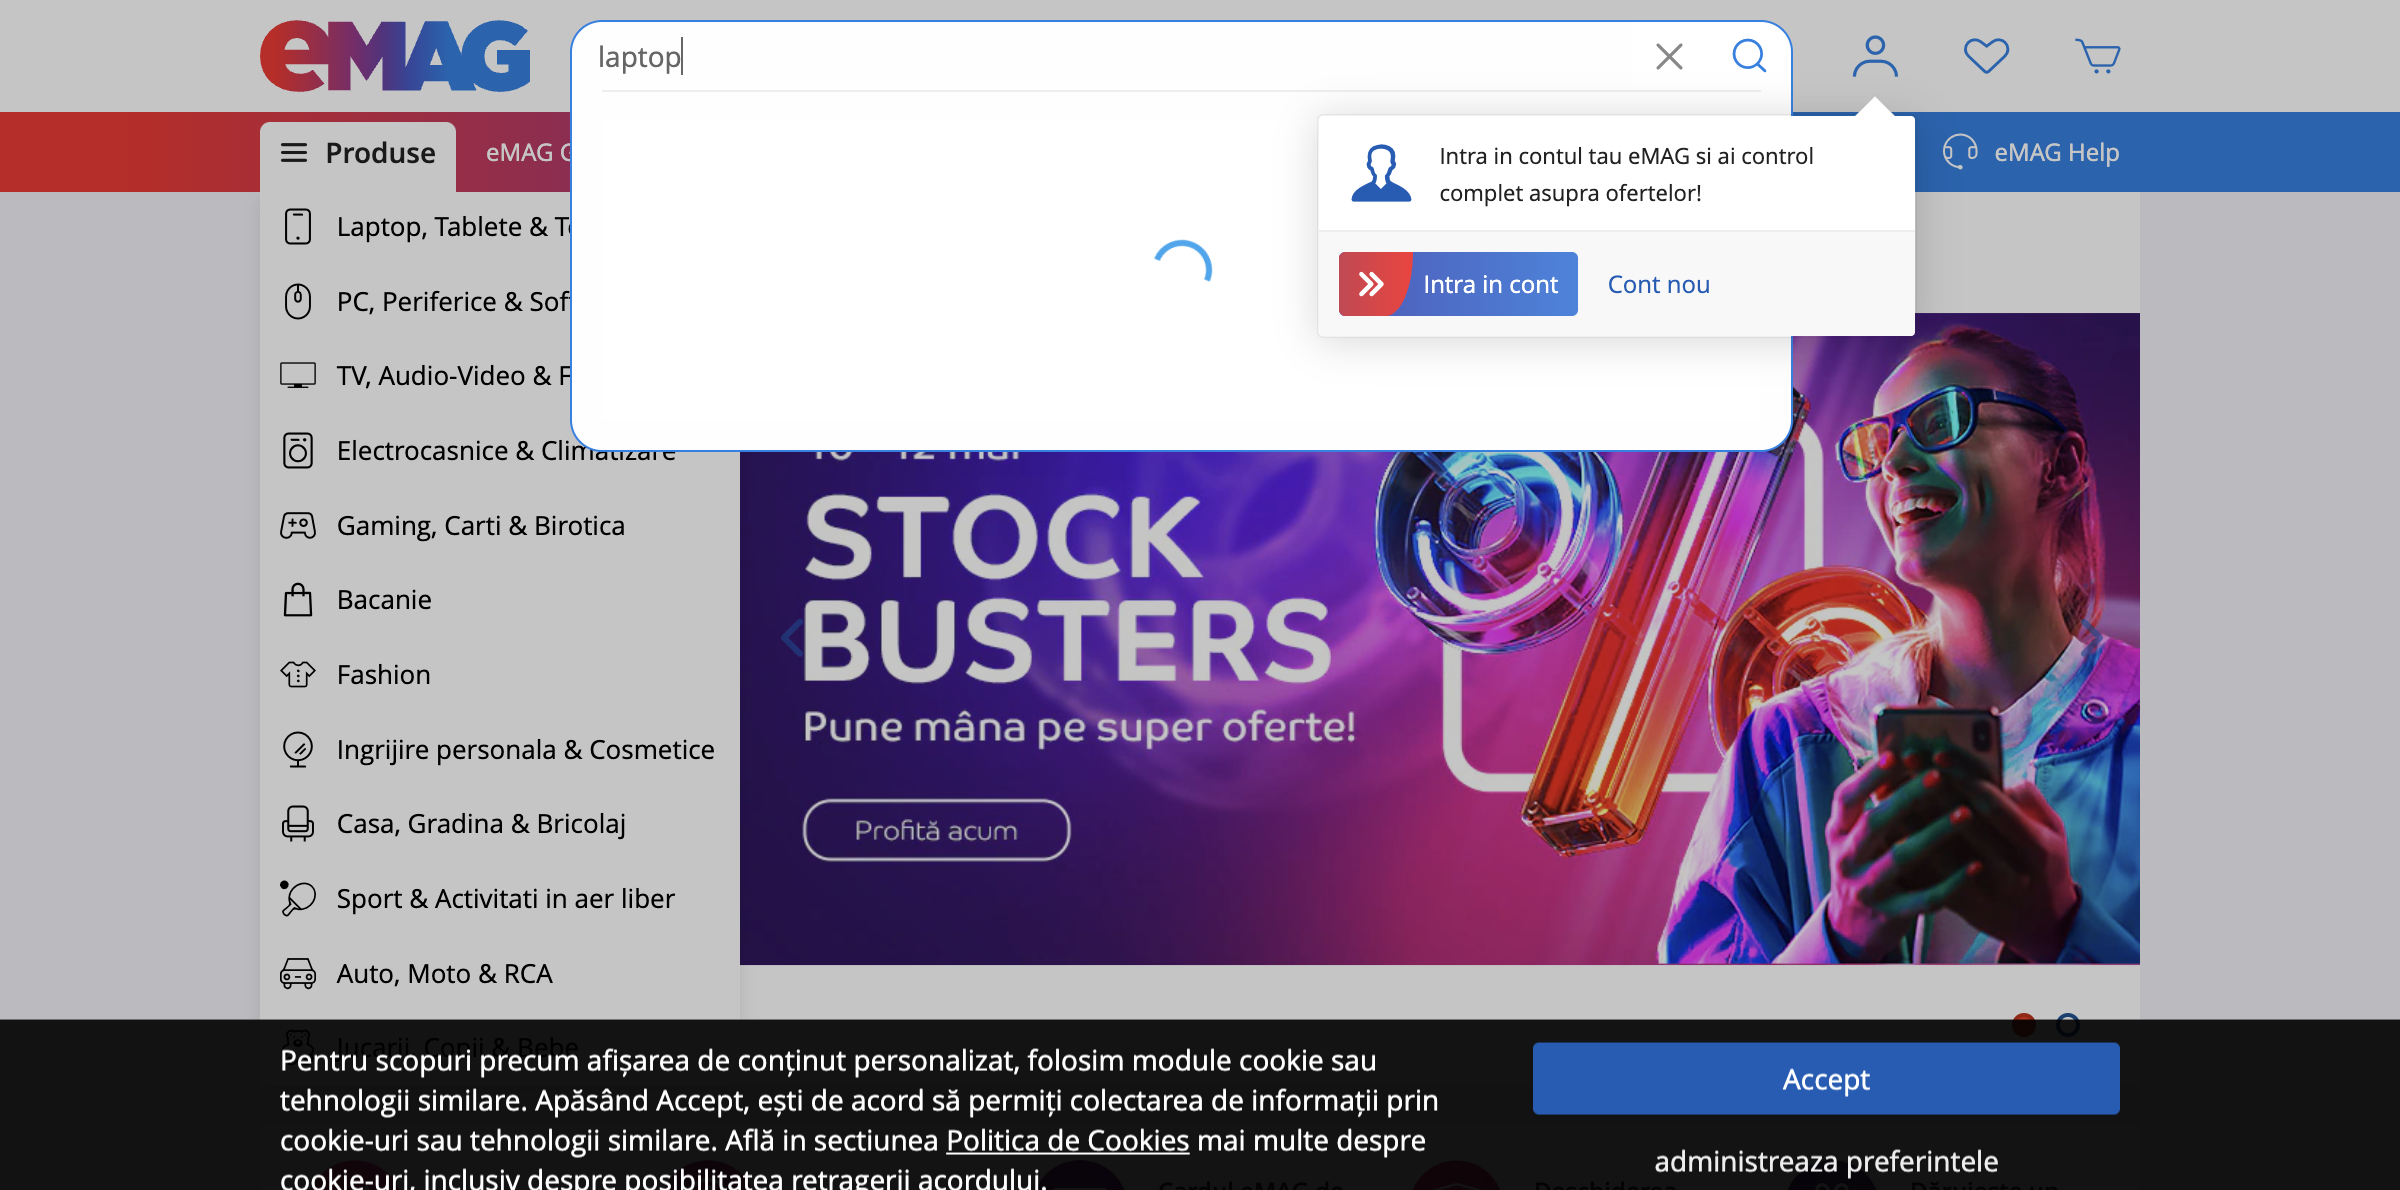 eMAG
laptop
Produse
eMAG G
eMAG Help
Intra in contul tau eMAG si ai control
complet asupra ofertelor!
Intra in cont
Cont nou
Laptop, Tablete & T
PC, Periferice & Sof
TV, Audio-Video & F
Electrocasnice & Climatizare
Gaming, Carti & Birotica
Bacanie
Fashion
Ingrijire personala & Cosmetice
Casa, Gradina & Bricolaj
Sport & Activitati in aer liber
Auto, Moto & RCA
Jucarii, Copii & Bebe
STOCK
BUSTERS
Pune mâna pe super oferte!
Profită acum
Pentru scopuri precum afișarea de conținut personalizat, folosim module cookie sau
tehnologii similare. Apăsând Accept, ești de acord să permiți colectarea de informații prin
cookie-uri sau tehnologii similare. Află in sectiunea Politica de Cookies mai multe despre
cookie-uri, inclusiv despre posibilitatea retragerii acordului.
Accept
administreaza preferintele